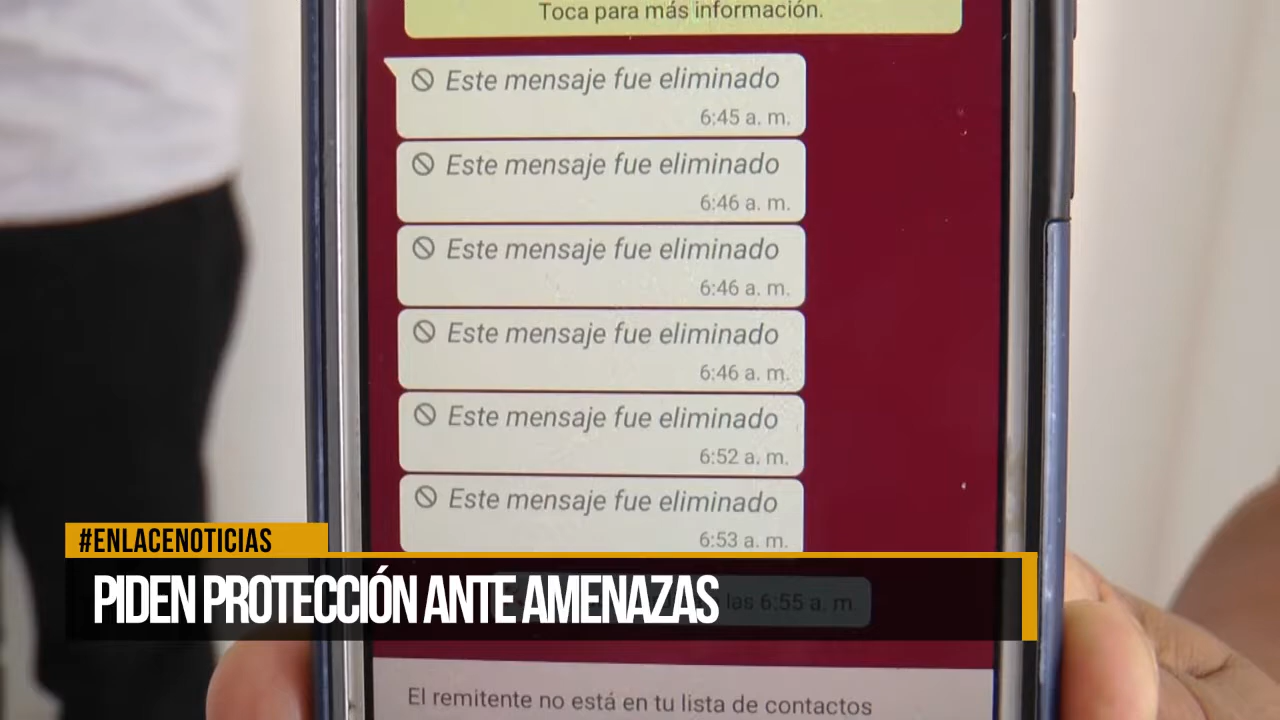 Toca para más información.
Este mensaje fue eliminado
6:45 a. m.
Este mensaje fue eliminado
6:46 a. m.
Este mensaje fue eliminado
6:46 a. m.
Este mensaje fue eliminado
6:46 a. m.
Este mensaje fue eliminado
6:52 a. m.
Este mensaje fue eliminado
6:53 a. m.
#ENLACENOTICIAS
PIDEN PROTECCIÓN ANTE AMENAZAS
las 6:55 a. m.
El remitente no está en tu lista de contactos